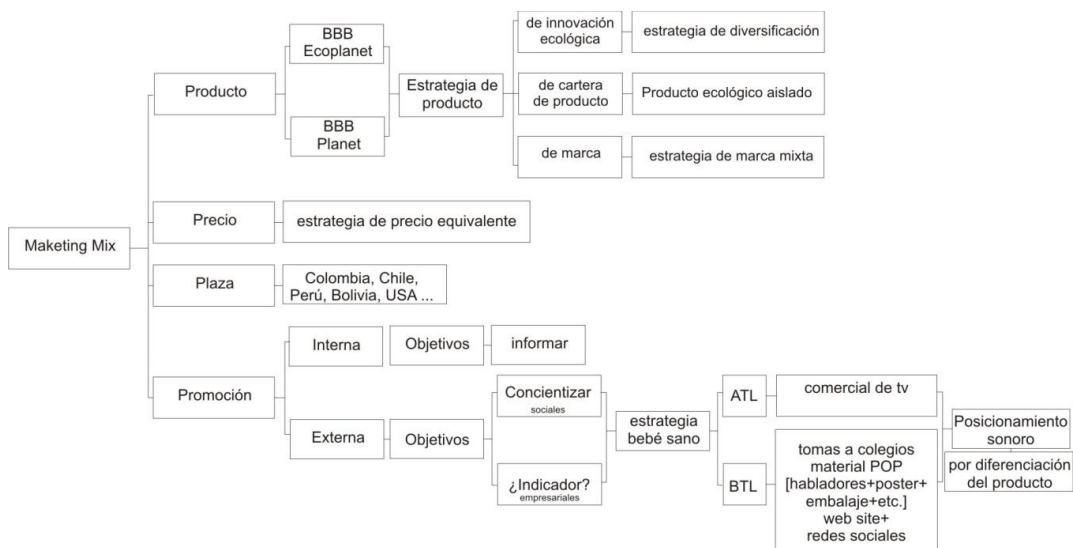 Maketing Mix
Producto
BBB
Ecoplanet
BBB
Planet
Estrategia de
producto
de innovación
ecológica
estrategia de diversificación
de cartera
de producto
Producto ecológico aislado
de marca
estrategia de marca mixta
Precio
estrategia de precio equivalente
Plaza
Colombia, Chile,
Perú, Bolivia, USA ...
Promoción
Interna
Objetivos
informar
Externa
Objetivos
Concientizar
sociales
¿Indicador?
empresariales
estrategia
bebé sano
ATL
comercial de tv
BTL
tomas a colegios
material POP
[habladores+poster+
embalaje+etc.]
web site+
redes sociales
Posicionamiento
sonoro
por diferenciación
del producto